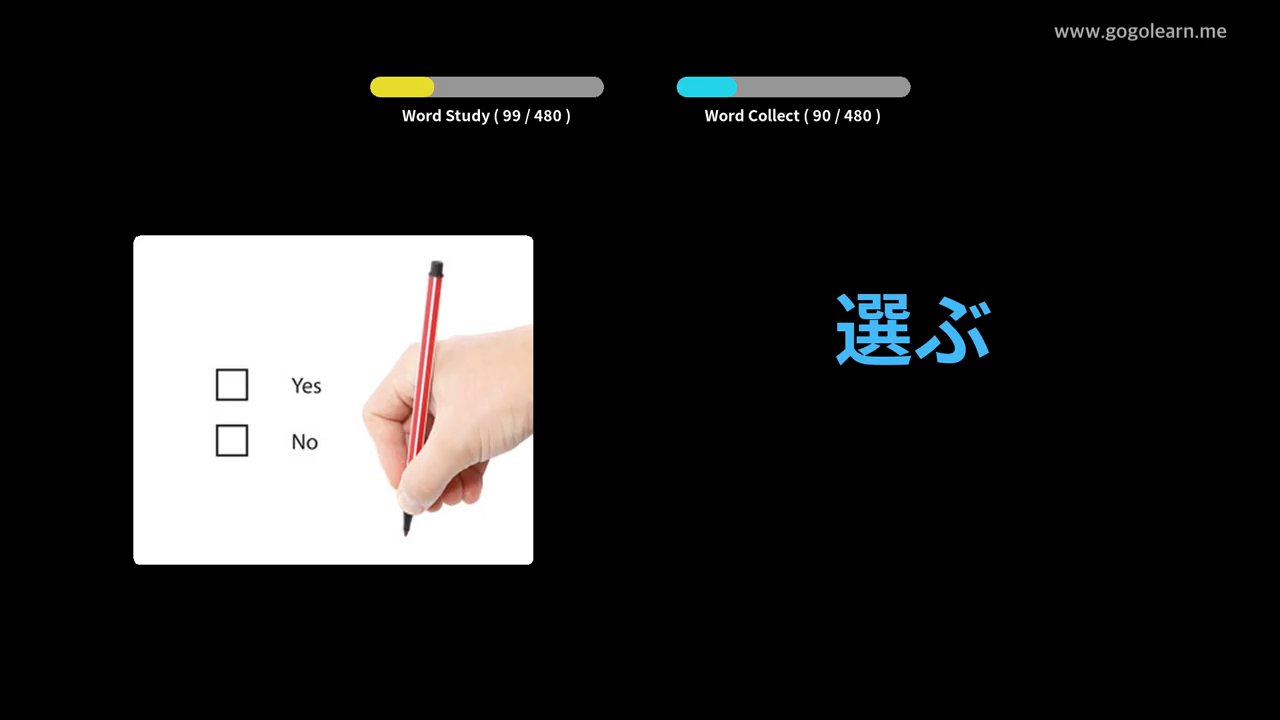 www.gogolearn.me
Word Study ( 99 / 480 )
Word Collect ( 90 / 480 )
選ぶ
Yes
No